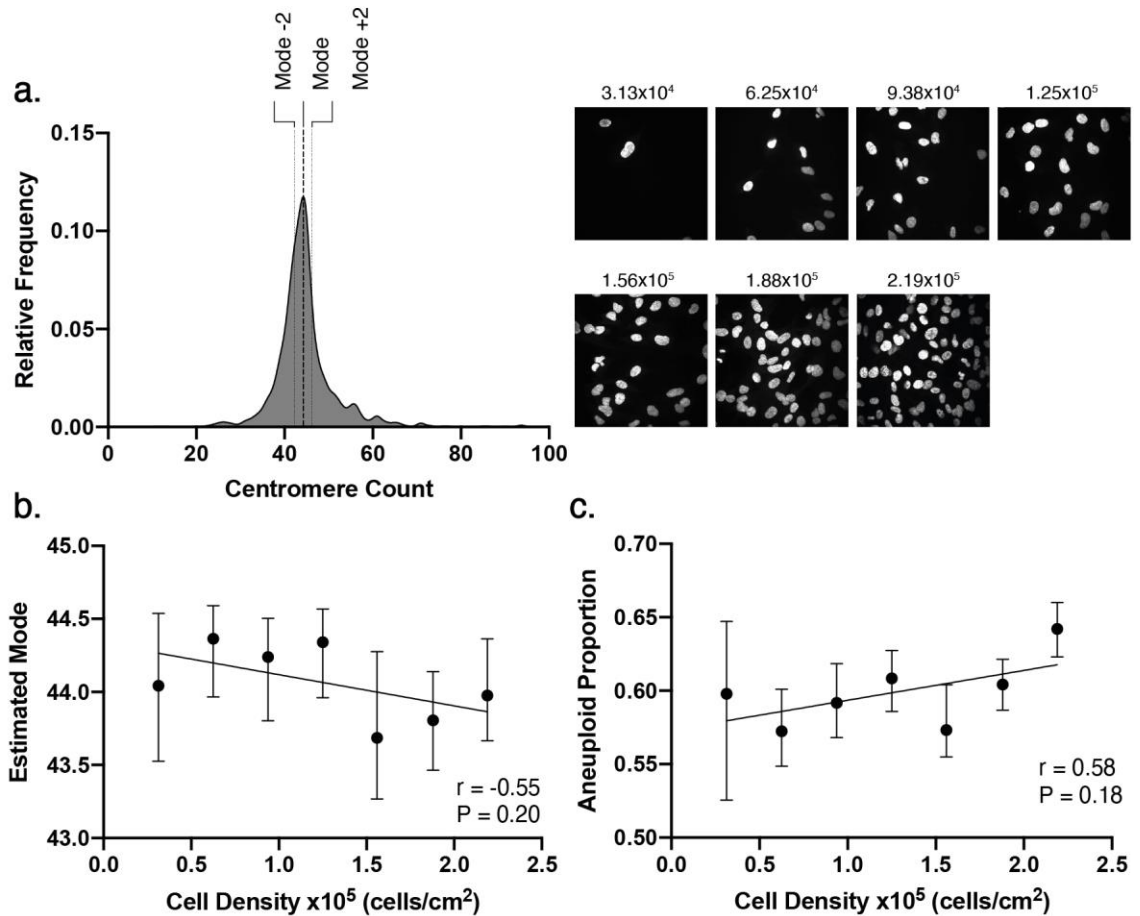 a.
Mode -2
Mode
Mode +2
0.15
0.10
0.05
0.00
Relative Frequency
0 20 40 60 80 100
Centromere Count
3.13x10⁴ 6.25x10⁴ 9.38x10⁴ 1.25x10⁵
1.56x10⁵ 1.88x10⁵ 2.19x10⁵
b.
45.0
44.5
44.0
43.5
43.0
Estimated Mode
r = -0.55
P = 0.20
0.0 0.5 1.0 1.5 2.0 2.5
Cell Density x10⁵ (cells/cm²)
c.
0.70
0.65
0.60
0.55
0.50
Aneuploid Proportion
r = 0.58
P = 0.18
0.0 0.5 1.0 1.5 2.0 2.5
Cell Density x10⁵ (cells/cm²)